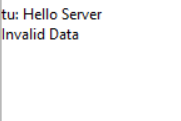 tu: Hello Server
Invalid Data